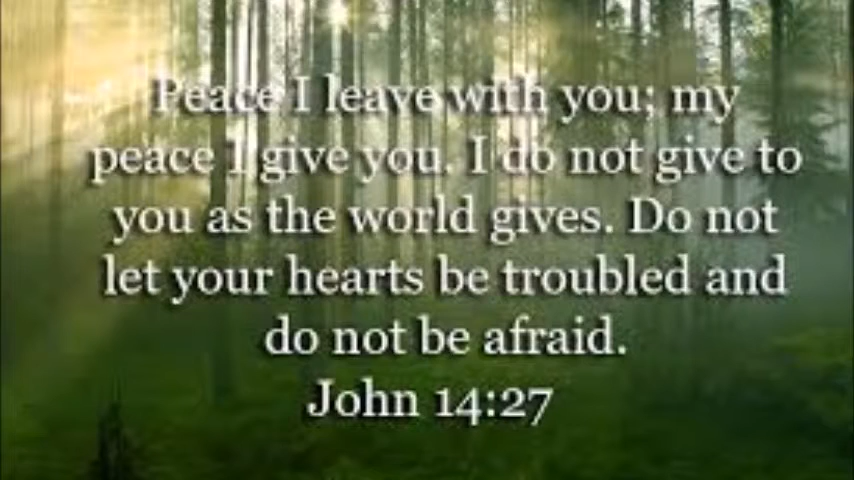 Peace I leave with you; my
peace I give you. I do not give to
you as the world gives. Do not
let your hearts be troubled and
do not be afraid.
John 14:27